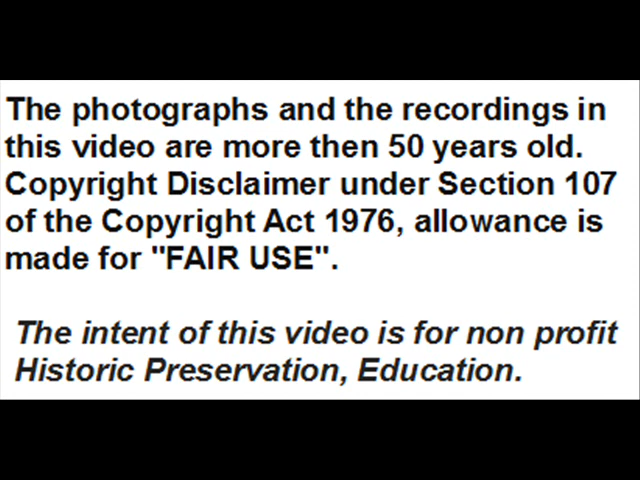 The photographs and the recordings in
this video are more then 50 years old.
Copyright Disclaimer under Section 107
of the Copyright Act 1976, allowance is
made for "FAIR USE".
The intent of this video is for non profit
Historic Preservation, Education.